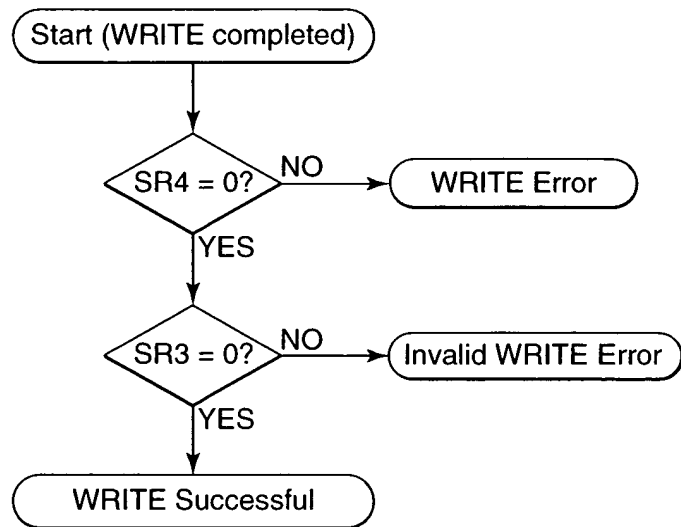 Start (WRITE completed)
SR4 = 0?
NO
WRITE Error
YES
SR3 = 0?
NO
Invalid WRITE Error
YES
WRITE Successful